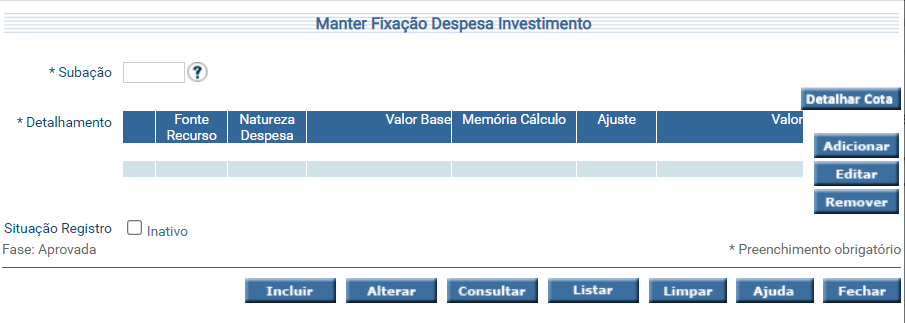 Manter Fixação Despesa Investimento
* Subação
?
Detalhar Cota
* Detalhamento
Fonte Recurso
Natureza Despesa
Valor Base
Memória Cálculo
Ajuste
Valor
Adicionar
Editar
Remover
Situação Registro
Inativo
Fase: Aprovada
* Preenchimento obrigatório
Incluir
Alterar
Consultar
Listar
Limpar
Ajuda
Fechar